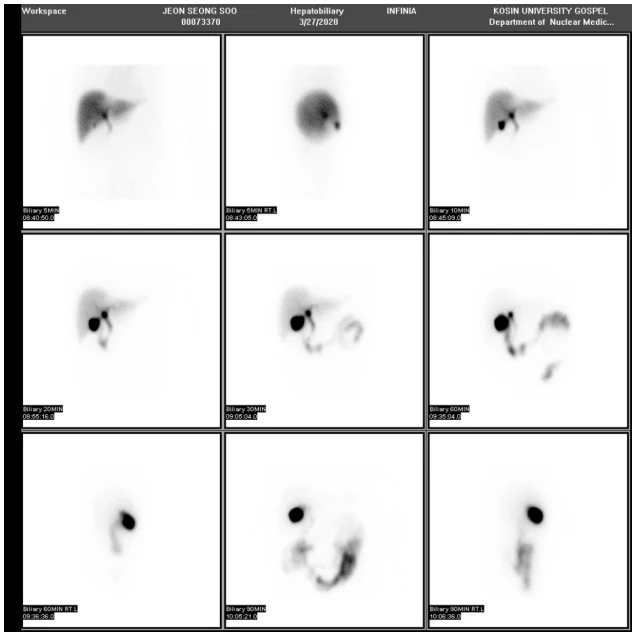 Workspace JEON SEONG SOO Hepatobiliary INFINIA KOSIN UNIVERSITY GOSPEL
00073370 3/27/2020 Department of Nuclear Medic...
Biliary 5MIN
08:40:50.0
Biliary 5MIN RT.L
08:43:05.0
Biliary 10MIN
08:45:09.0
Biliary 20MIN
08:55:16.0
Biliary 30MIN
09:05:04.0
Biliary 60MIN
09:35:04.0
Biliary 60MIN RT.L
09:36:36.0
Biliary 90MIN
10:05:21.0
Biliary 90MIN RT.L
10:06:36.0